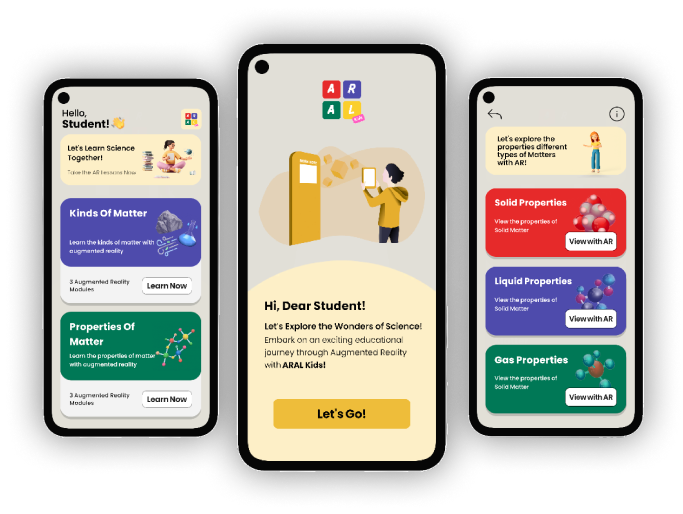 Hello,
Student!
Let's Learn Science
Together!
Take the AR Lessons Now
Kinds Of Matter
Learn the kinds of matter with
augmented reality
3 Augmented Reality
Modules
Learn Now
Properties Of
Matter
Learn the properties of matter
with augmented reality
3 Augmented Reality
Modules
Learn Now
A R
A L
Hi, Dear Student!
Let's Explore the Wonders of Science!
Embark on an exciting educational
journey through Augmented Reality
with ARAL Kids!
Let's Go!
Let's explore the
properties different
types of Matters
with AR!
Solid Properties
View the properties of
Solid Matter
View with AR
Liquid Properties
View the properties of
Solid Matter
View with AR
Gas Properties
View the properties of
Solid Matter
View with AR